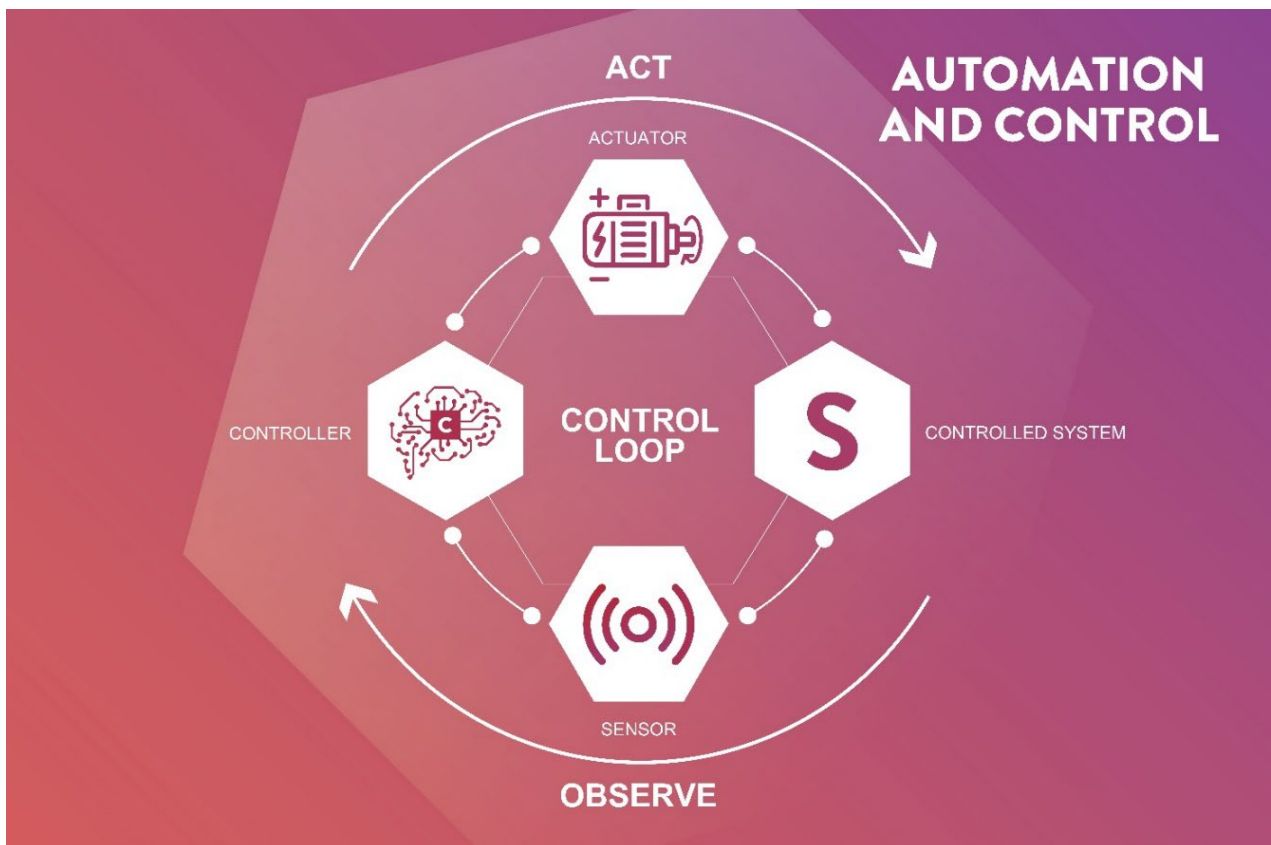 ACT
AUTOMATION
AND CONTROL
ACTUATOR
CONTROLLER
C
CONTROL
LOOP
S
CONTROLLED SYSTEM
SENSOR
OBSERVE